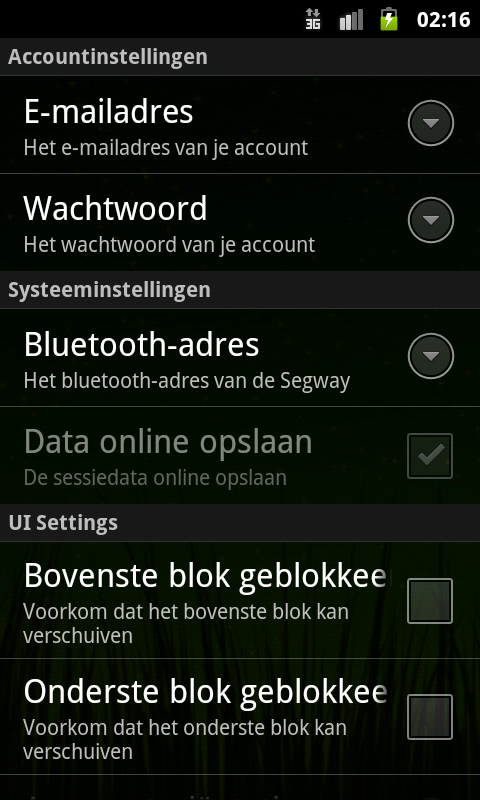 3G 02:16
Accountinstellingen
E-mailadres
Het e-mailadres van je account
Wachtwoord
Het wachtwoord van je account
Systeeminstellingen
Bluetooth-adres
Het bluetooth-adres van de Segway
Data online opslaan
De sessiedata online opslaan
UI Settings
Bovenste blok geblokkee
Voorkom dat het bovenste blok kan
verschuiven
Onderste blok geblokkee
Voorkom dat het onderste blok kan
verschuiven